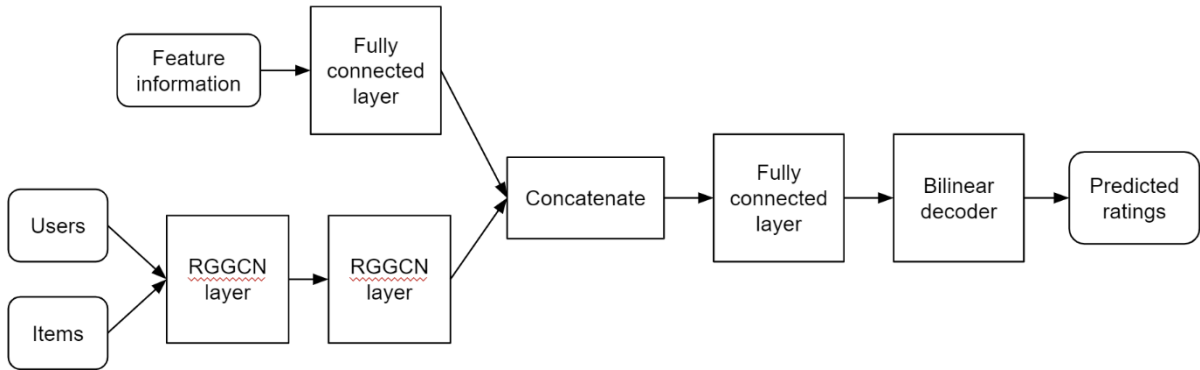 Feature
information
Fully
connected
layer
Users
Items
RGGCN
layer
RGGCN
layer
Concatenate
Fully
connected
layer
Bilinear
decoder
Predicted
ratings